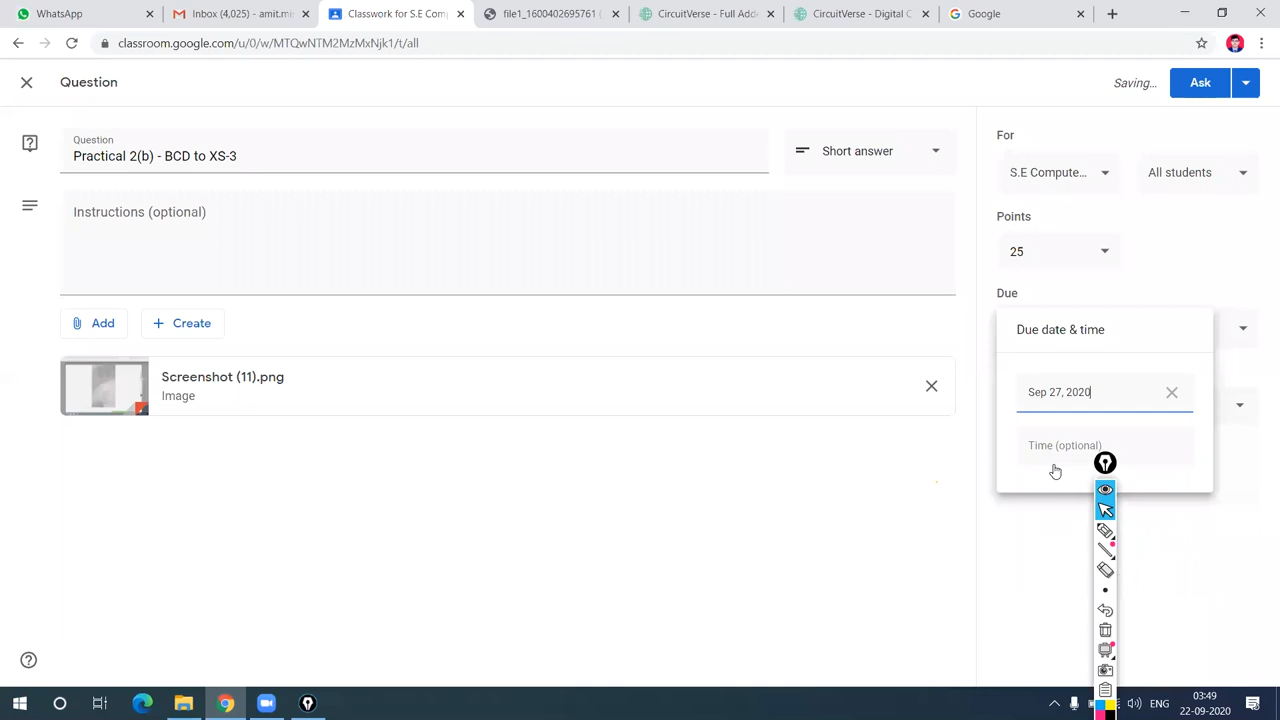 WhatsApp
Inbox (4,025) - amit.mi
Classwork for S.E Comp
file1_1600402695761 (
CircuitVerse - Full Add
CircuitVerse - Digital C
Google
classroom.google.com/u/0/w/MTQwNTM2MzMxNjk1/t/all
Question
Saving...
Ask
Question
Practical 2(b) - BCD to XS-3
Short answer
Instructions (optional)
Add
Create
Screenshot (11).png
Image
For
S.E Compute...
All students
Points
25
Due
Due date & time
Sep 27, 2020
Time (optional)
ENG
03:49
22-09-2020